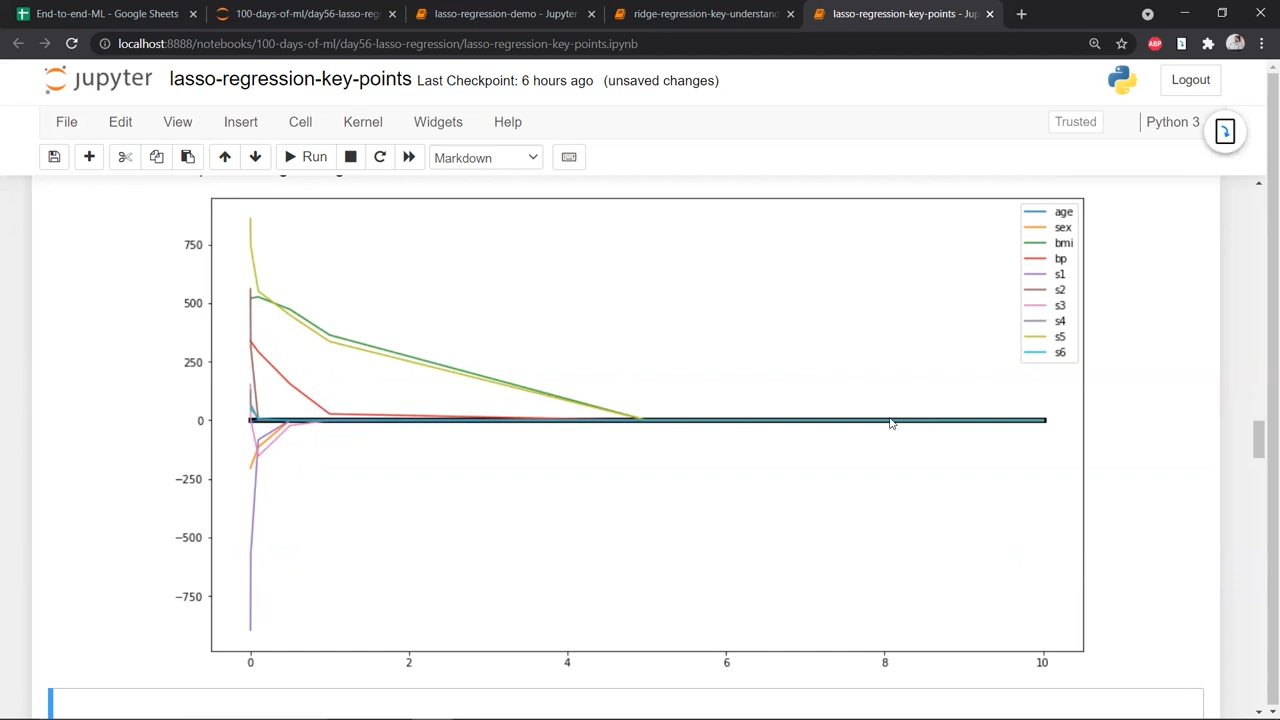 End-to-end-ML - Google Sheets
100-days-of-ml/day56-lasso-reg
lasso-regression-demo - Jupyter
ridge-regression-key-understand
lasso-regression-key-points - Jup
localhost:8888/notebooks/100-days-of-ml/day56-lasso-regression/lasso-regression-key-points.ipynb
ABP
jupyter lasso-regression-key-points Last Checkpoint: 6 hours ago (unsaved changes)
Logout
File Edit View Insert Cell Kernel Widgets Help
Trusted
Python 3
Run
Markdown
age
sex
bmi
bp
s1
s2
s3
s4
s5
s6
750
500
250
0
−250
−500
−750
0 2 4 6 8 10